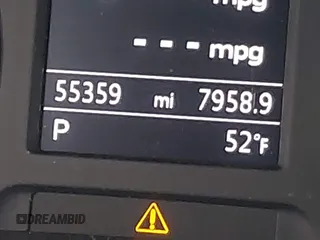 mpg
--- mpg
55359 mi 7958.9
P 52°F
DREAMBID